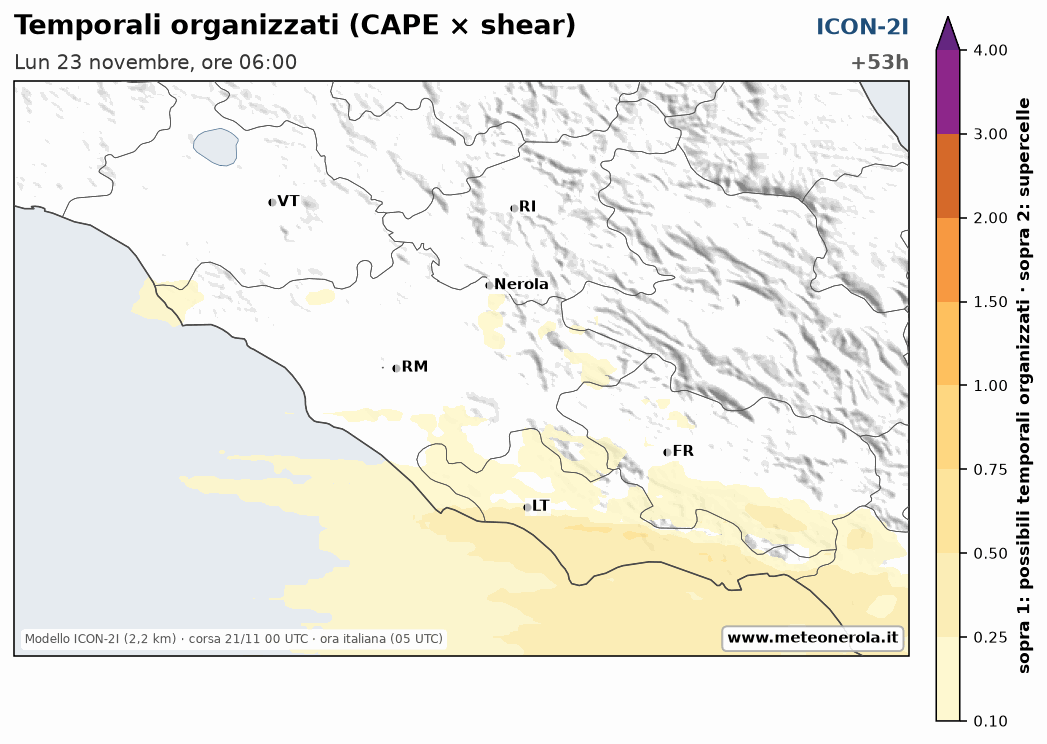 Temporali organizzati (CAPE × shear)
ICON-2I
Lun 23 novembre, ore 06:00
+53h
VT
RI
Nerola
RM
FR
LT
Modello ICON-2I (2,2 km) · corsa 21/11 00 UTC · ora italiana (05 UTC)
www.meteonerola.it
4.00
3.00
2.00
1.50
1.00
0.75
0.50
0.25
0.10
sopra 1: possibili temporali organizzati · sopra 2: supercelle